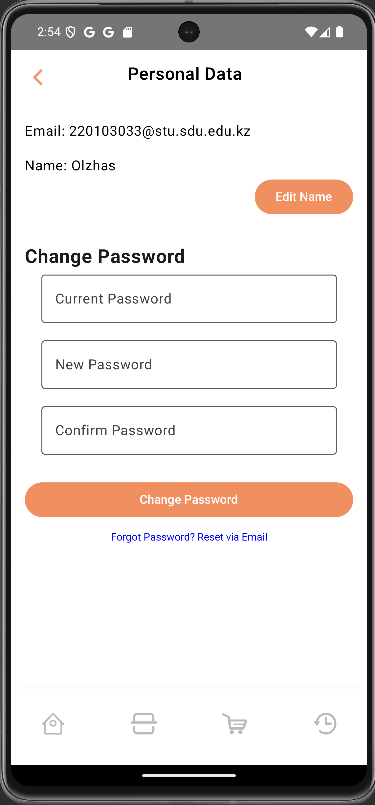 2:54 G G
Personal Data
Email: 220103033@stu.sdu.edu.kz
Name: Olzhas
Edit Name
Change Password
Current Password
New Password
Confirm Password
Change Password
Forgot Password? Reset via Email